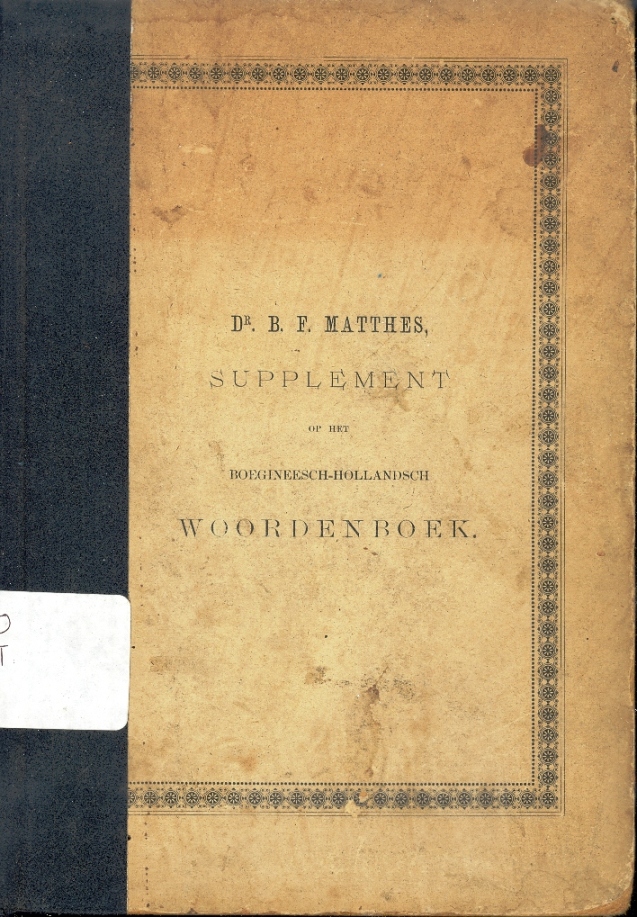 DR. B. F. MATTHES,
SUPPLEMENT
OP HET
BOEGINEESCH-HOLLANDSCH
WOORDENBOEK.